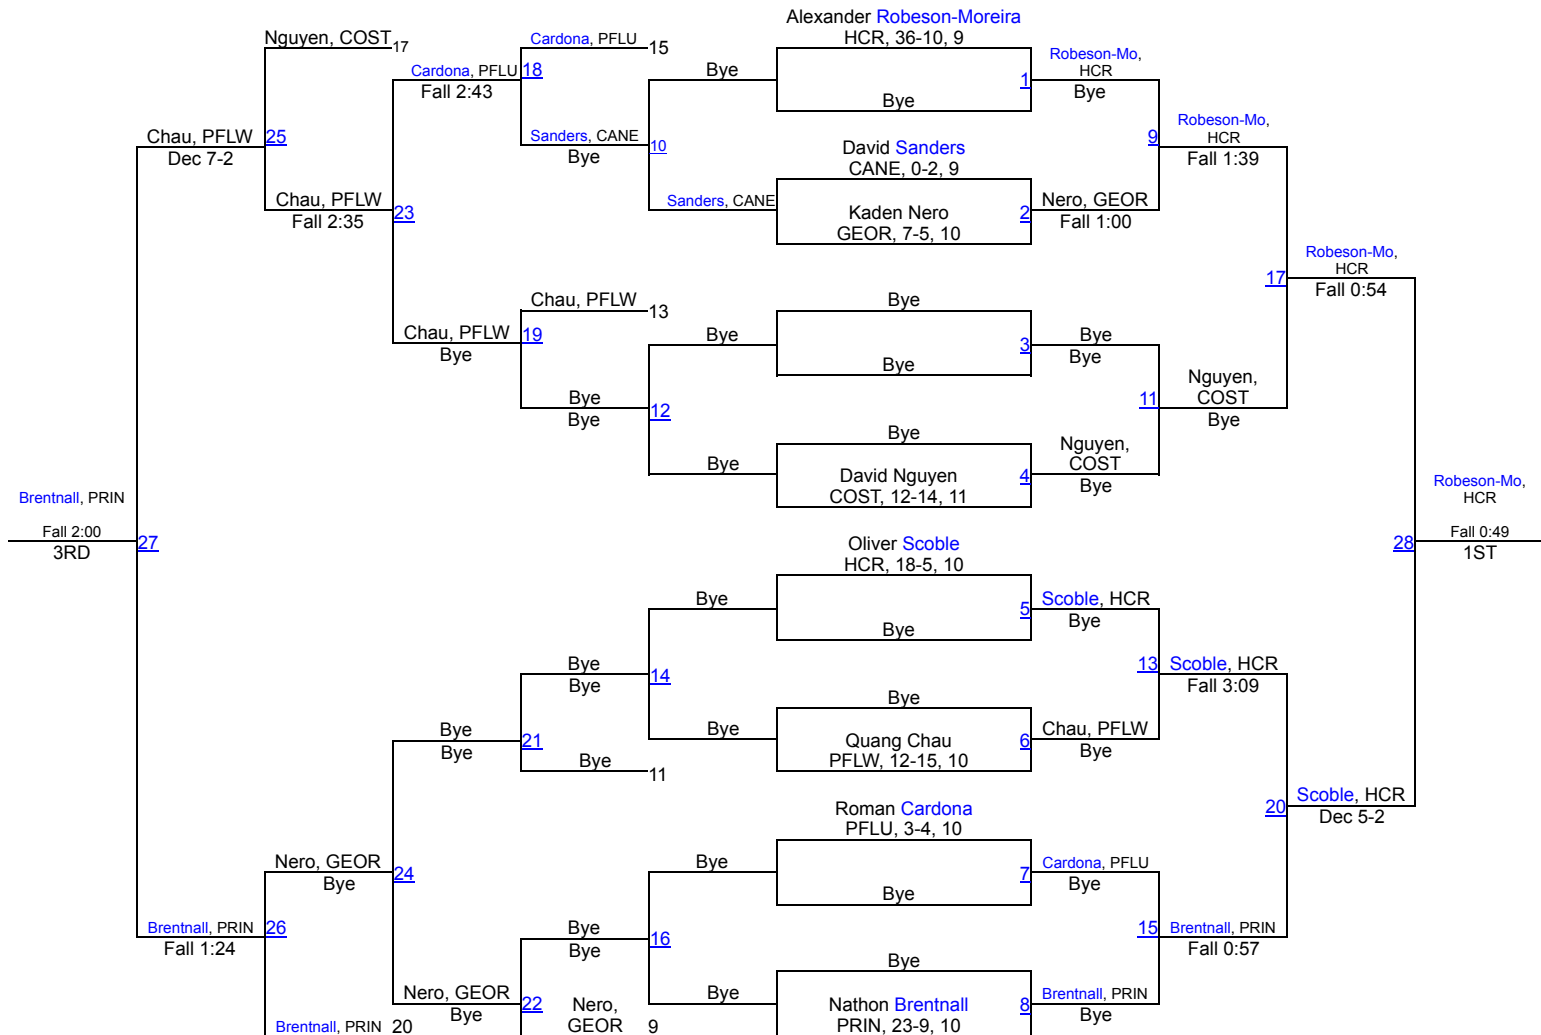 Alexander Robeson-Moreira
HCR, 36-10, 9
Nguyen, COST 17
Cardona, PFLU 15
Robeson-Mo,
HCR
Bye
Cardona, PFLU 18
Fall 2:43
Bye
1
Bye
Chau, PFLW 25
Dec 7-2
Sanders, CANE 10
Bye
David Sanders
CANE, 0-2, 9
9
Robeson-Mo,
HCR
Fall 1:39
Chau, PFLW 23
Fall 2:35
Sanders, CANE
Kaden Nero
GEOR, 7-5, 10
2
Nero, GEOR
Fall 1:00
Robeson-Mo,
HCR
Fall 0:54
17
Chau, PFLW 13
Bye
Chau, PFLW 19
Bye
Bye
Bye
3
Bye
Bye
Bye
Bye
12
11
Nguyen,
COST
Bye
Bye
Bye
David Nguyen
COST, 12-14, 11
4
Nguyen,
COST
Bye
Brentnall, PRIN
Fall 2:00
3RD
27
Robeson-Mo,
HCR
Fall 0:49
1ST
28
Oliver Scoble
HCR, 18-5, 10
Bye
Bye
5
Scoble, HCR
Bye
Bye
Bye
14
13
Scoble, HCR
Fall 3:09
Bye
Bye
21
Bye
11
Bye
Bye
Quang Chau
PFLW, 12-15, 10
6
Chau, PFLW
Bye
Roman Cardona
PFLU, 3-4, 10
20
Scoble, HCR
Dec 5-2
Nero, GEOR 24
Bye
Bye
Bye
7
Cardona, PFLU
Bye
Brentnall, PRIN 26
Fall 1:24
Bye
Bye
16
15
Brentnall, PRIN
Fall 0:57
Nero, GEOR 22
Bye
Bye
Bye
Nathon Brentnall
PRIN, 23-9, 10
8
Brentnall, PRIN
Bye
Brentnall, PRIN 20
Nero,
GEOR 9